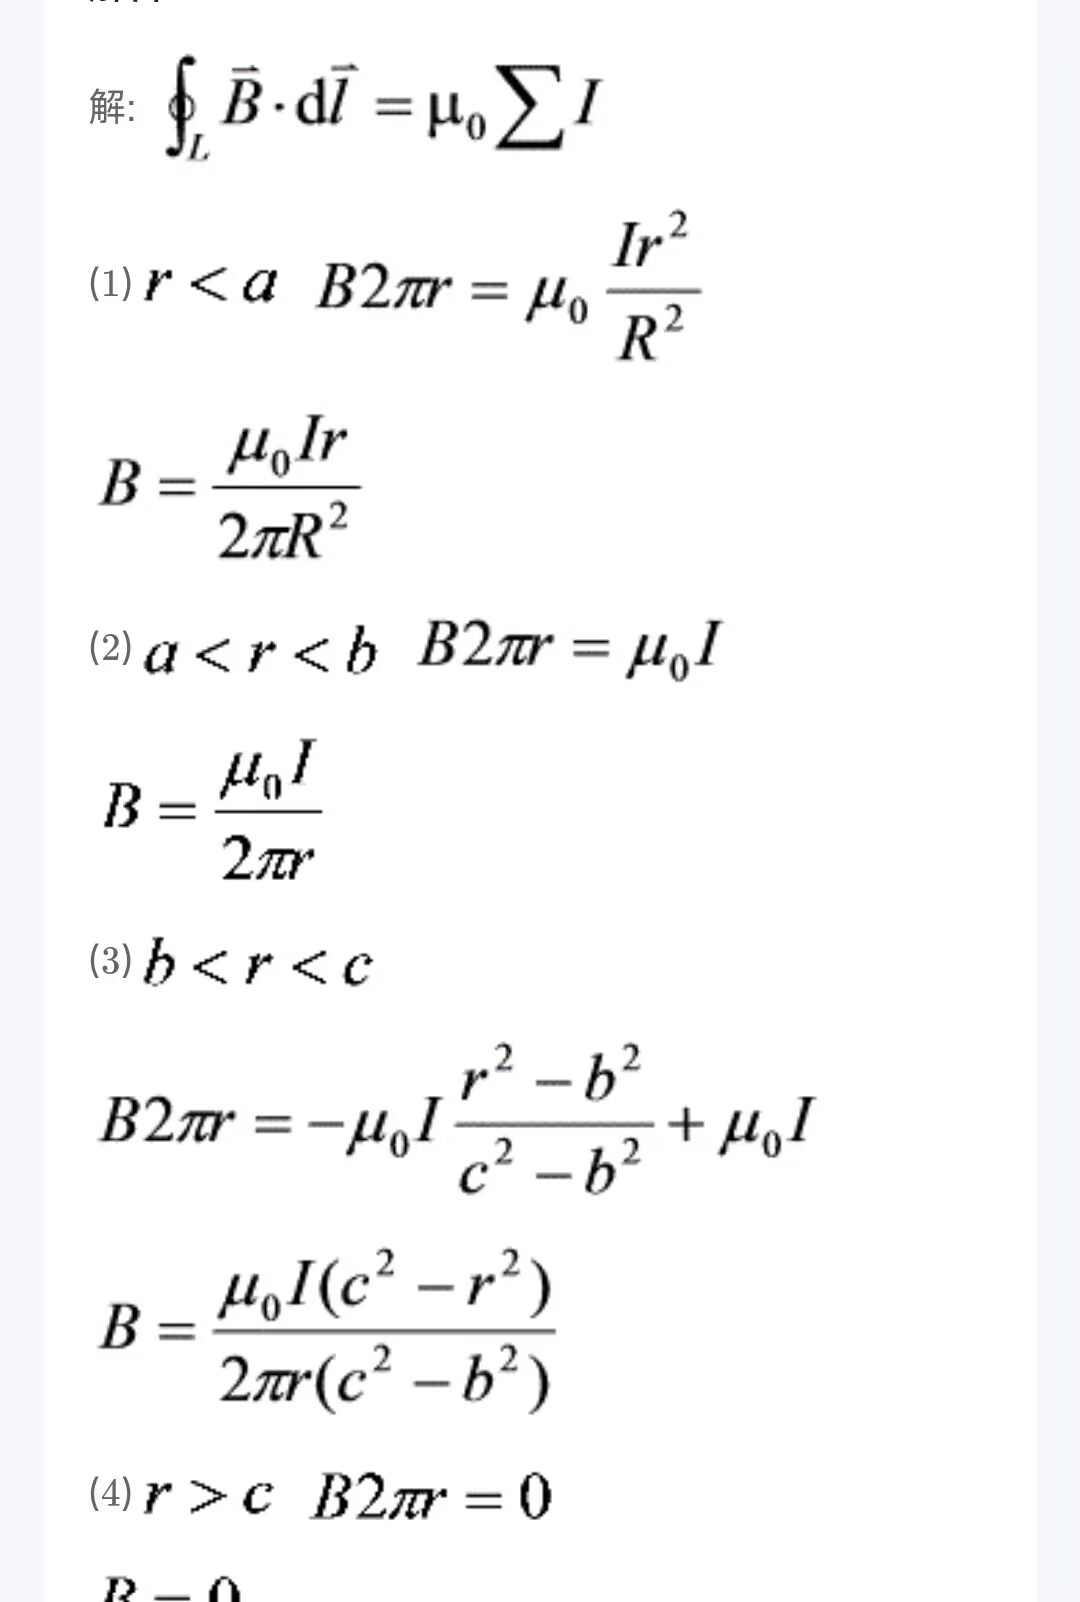 解: ∮_L B⃗·dl⃗ = μ₀∑I
(1) r < a B2πr = μ₀ Ir²/R²
B = μ₀Ir/2πR²
(2) a < r < b B2πr = μ₀I
B = μ₀I/2πr
(3) b < r < c
B2πr = −μ₀I (r² − b²)/(c² − b²) + μ₀I
B = μ₀I(c² − r²)/2πr(c² − b²)
(4) r > c B2πr = 0
B = 0